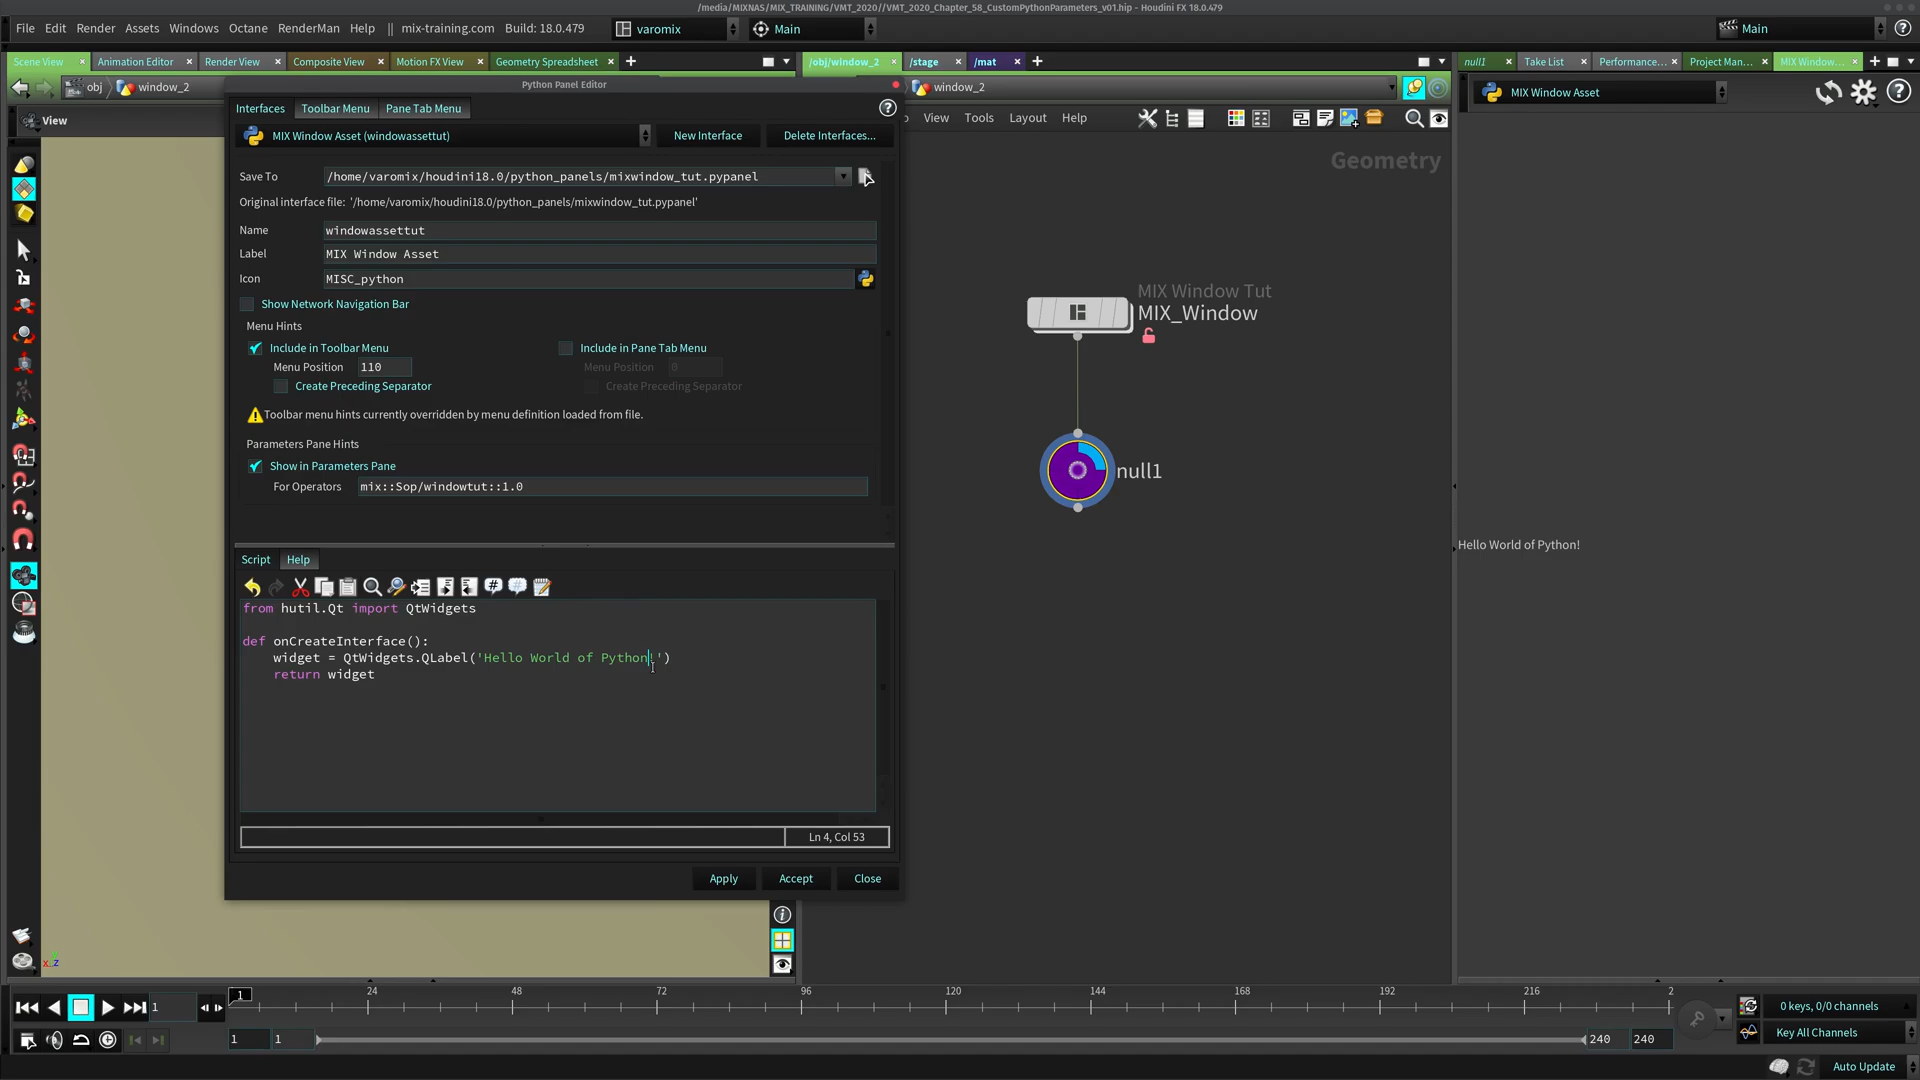 /media/MIXNAS/MIX_TRAINING/VMT_2020//VMT_2020_Chapter_58_CustomPythonParameters_v01.hip - Houdini FX 18.0.479
File Edit Render Assets Windows Octane RenderMan Help || mix-training.com Build: 18.0.479 varomix Main Main
Scene View Animation Editor Render View Composite View Motion FX View Geometry Spreadsheet /obj/window_2 /stage /mat null1 Take List Performance... Project Man... MIX Window...
obj window_2 Python Panel Editor window_2 MIX Window Asset
Interfaces Toolbar Menu Pane Tab Menu
View View Tools Layout Help
MIX Window Asset (windowassettut) New Interface Delete Interfaces...
Geometry
Save To /home/varomix/houdini18.0/python_panels/mixwindow_tut.pypanel
Original interface file: '/home/varomix/houdini18.0/python_panels/mixwindow_tut.pypanel'
Name windowassettut
Label MIX Window Asset
Icon MISC_python
Show Network Navigation Bar
Menu Hints
Include in Toolbar Menu Include in Pane Tab Menu
Menu Position 110 Menu Position 0
Create Preceding Separator Create Preceding Separator
Toolbar menu hints currently overridden by menu definition loaded from file.
Parameters Pane Hints
Show in Parameters Pane
For Operators mix::Sop/windowtut::1.0
MIX Window Tut
MIX_Window
null1
Hello World of Python!
Script Help
from hutil.Qt import QtWidgets
def onCreateInterface():
widget = QtWidgets.QLabel('Hello World of Python!')
return widget
Ln 4, Col 53
Apply Accept Close
x z
1 1 24 48 72 96 120 144 168 192 216 2
0 keys, 0/0 channels
1 1 240 240 Key All Channels
Auto Update